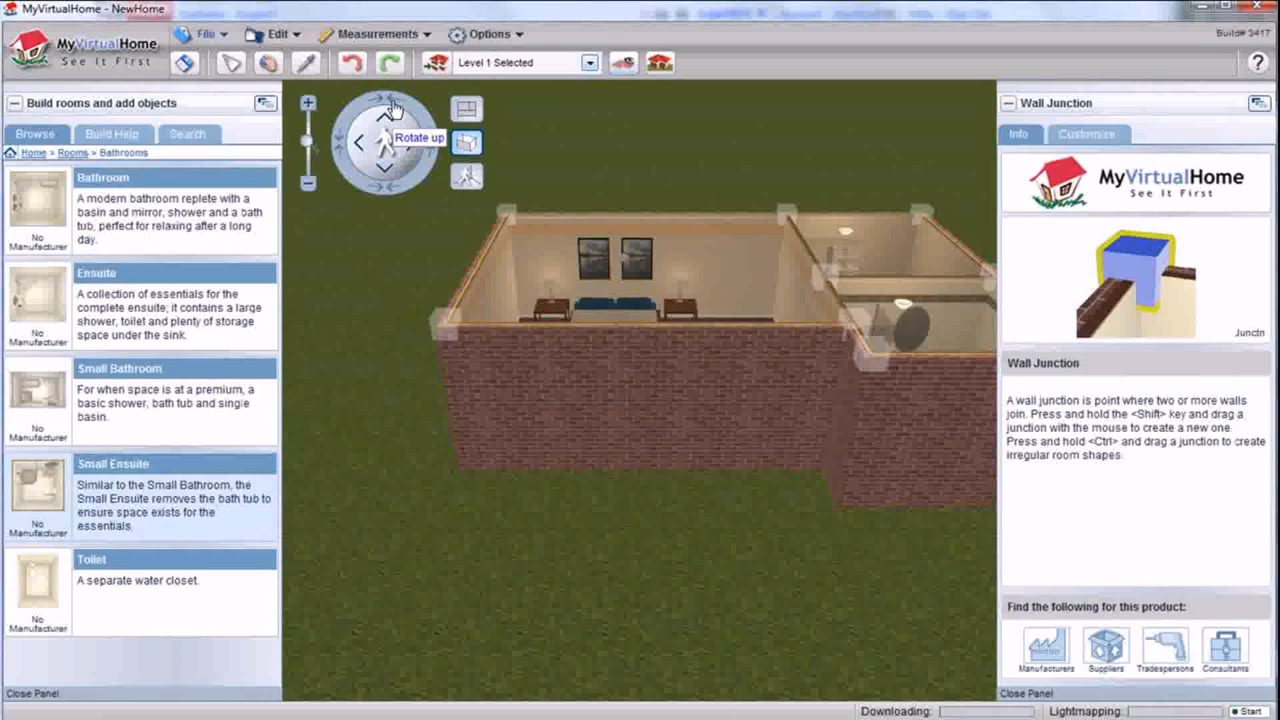 MyVirtualHome - NewHome
File
Edit
Measurements
Options
Build# 3417
MyVirtualHome
See It First
Level 1 Selected
?
Build rooms and add objects
Browse
Build Help
Search
Home » Rooms » Bathrooms
Bathroom
A modern bathroom replete with a
basin and mirror, shower and a bath
tub, perfect for relaxing after a long
day.
No
Manufacturer
Ensuite
A collection of essentials for the
complete ensuite; it contains a large
shower, toilet and plenty of storage
space under the sink.
No
Manufacturer
Small Bathroom
For when space is at a premium, a
basic shower, bath tub and single
basin.
No
Manufacturer
Small Ensuite
Similar to the Small Bathroom, the
Small Ensuite removes the bath tub to
ensure space exists for the
essentials.
No
Manufacturer
Toilet
A separate water closet.
No
Manufacturer
Close Panel
Rotate up
Wall Junction
Info
Customise
MyVirtualHome
See It First
Junctn
Wall Junction
A wall junction is point where two or more walls
join. Press and hold the <Shift> key and drag a
junction with the mouse to create a new one.
Press and hold <Ctrl> and drag a junction to create
irregular room shapes.
Find the following for this product:
Manufacturers
Suppliers
Tradespersons
Consultants
Close Panel
Downloading:
Lightmapping:
Start